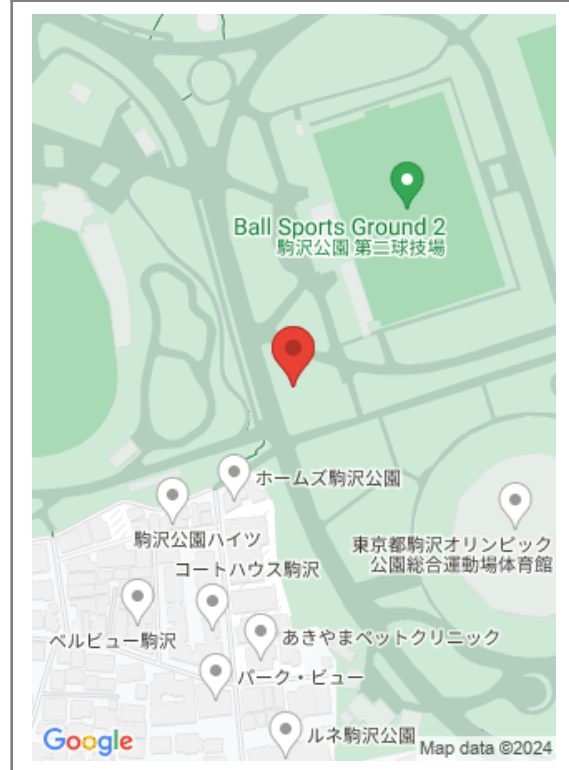 Ball Sports Ground 2
駒沢公園 第二球技場
ホームズ駒沢公園
駒沢公園ハイツ
東京都駒沢オリンピック
公園総合運動場体育館
コートハウス駒沢
ベルビュー駒沢
あきやまペットクリニック
パーク・ビュー
ルネ駒沢公園
Google
Map data ©2024